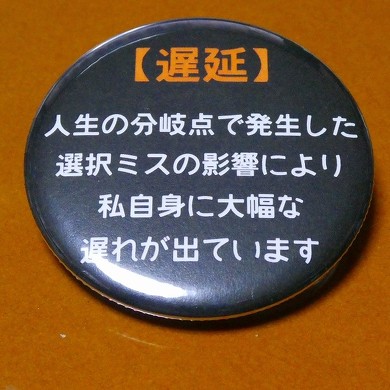 【遅延】
人生の分岐点で発生した
選択ミスの影響により
私自身に大幅な
遅れが出ています